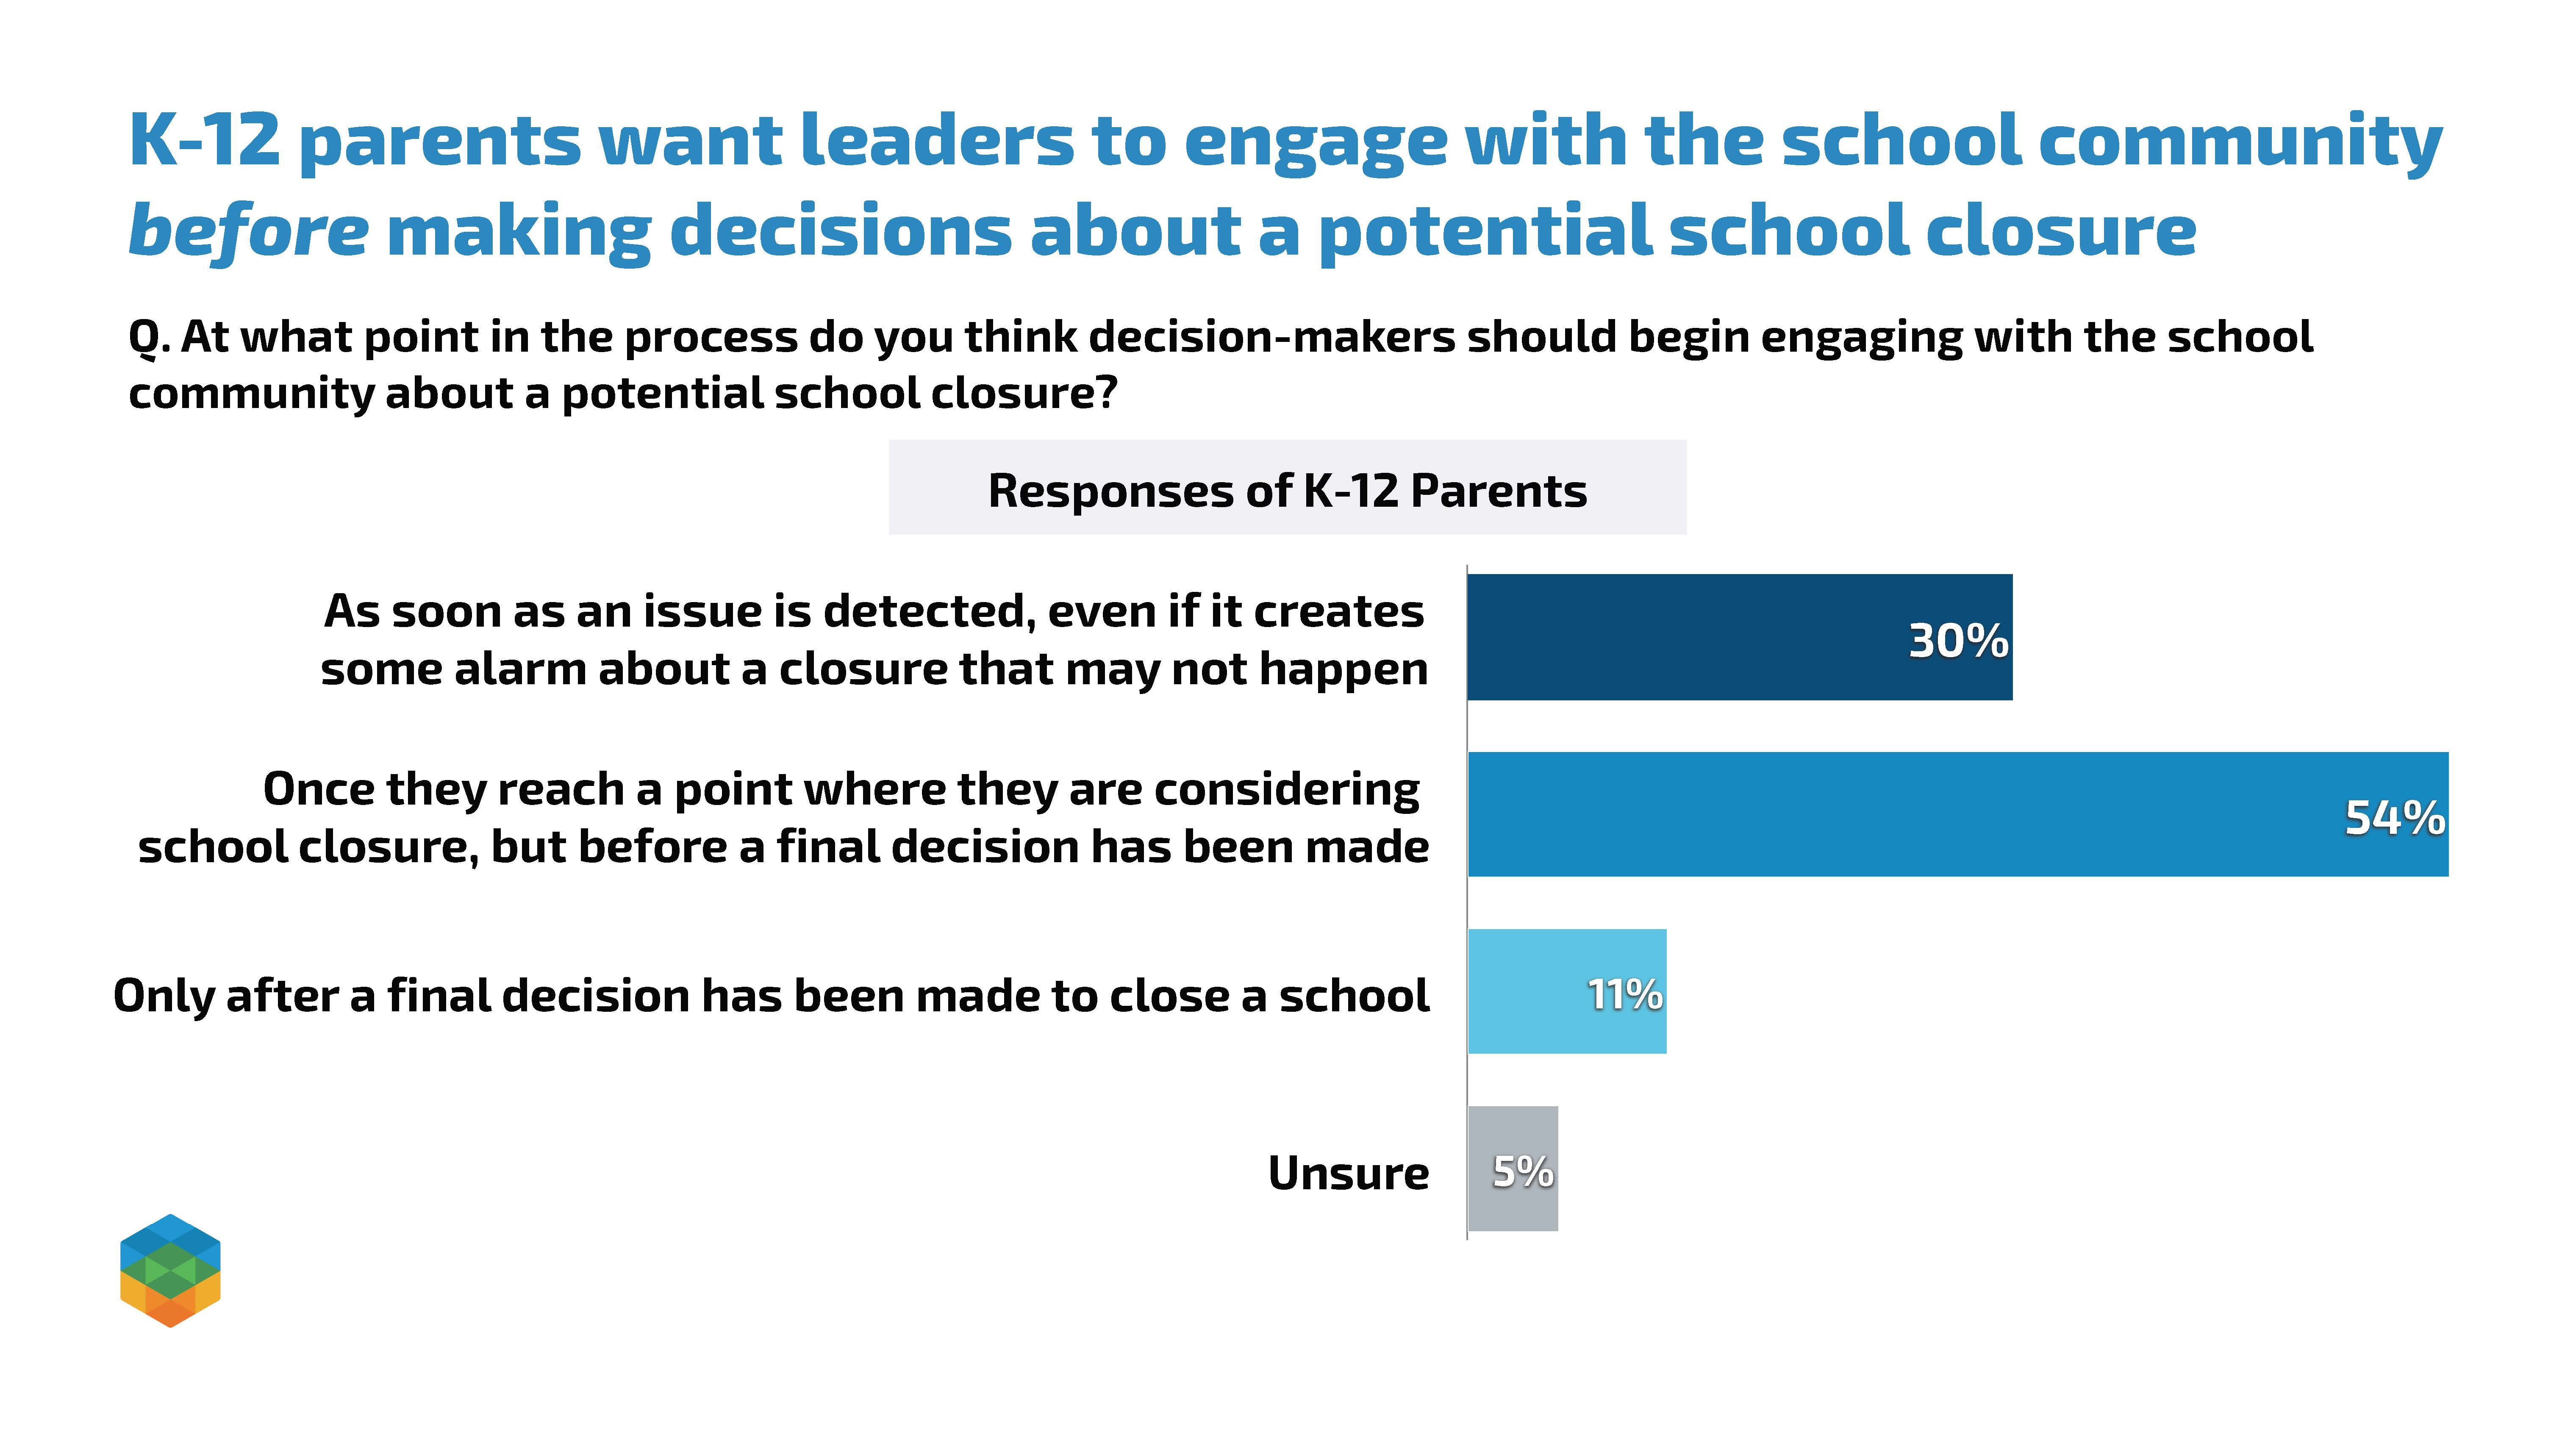 K-12 parents want leaders to engage with the school community
before making decisions about a potential school closure
Q. At what point in the process do you think decision-makers should begin engaging with the school
community about a potential school closure?
Responses of K-12 Parents
As soon as an issue is detected, even if it creates
some alarm about a closure that may not happen
30%
Once they reach a point where they are considering
school closure, but before a final decision has been made
54%
Only after a final decision has been made to close a school
11%
Unsure
5%